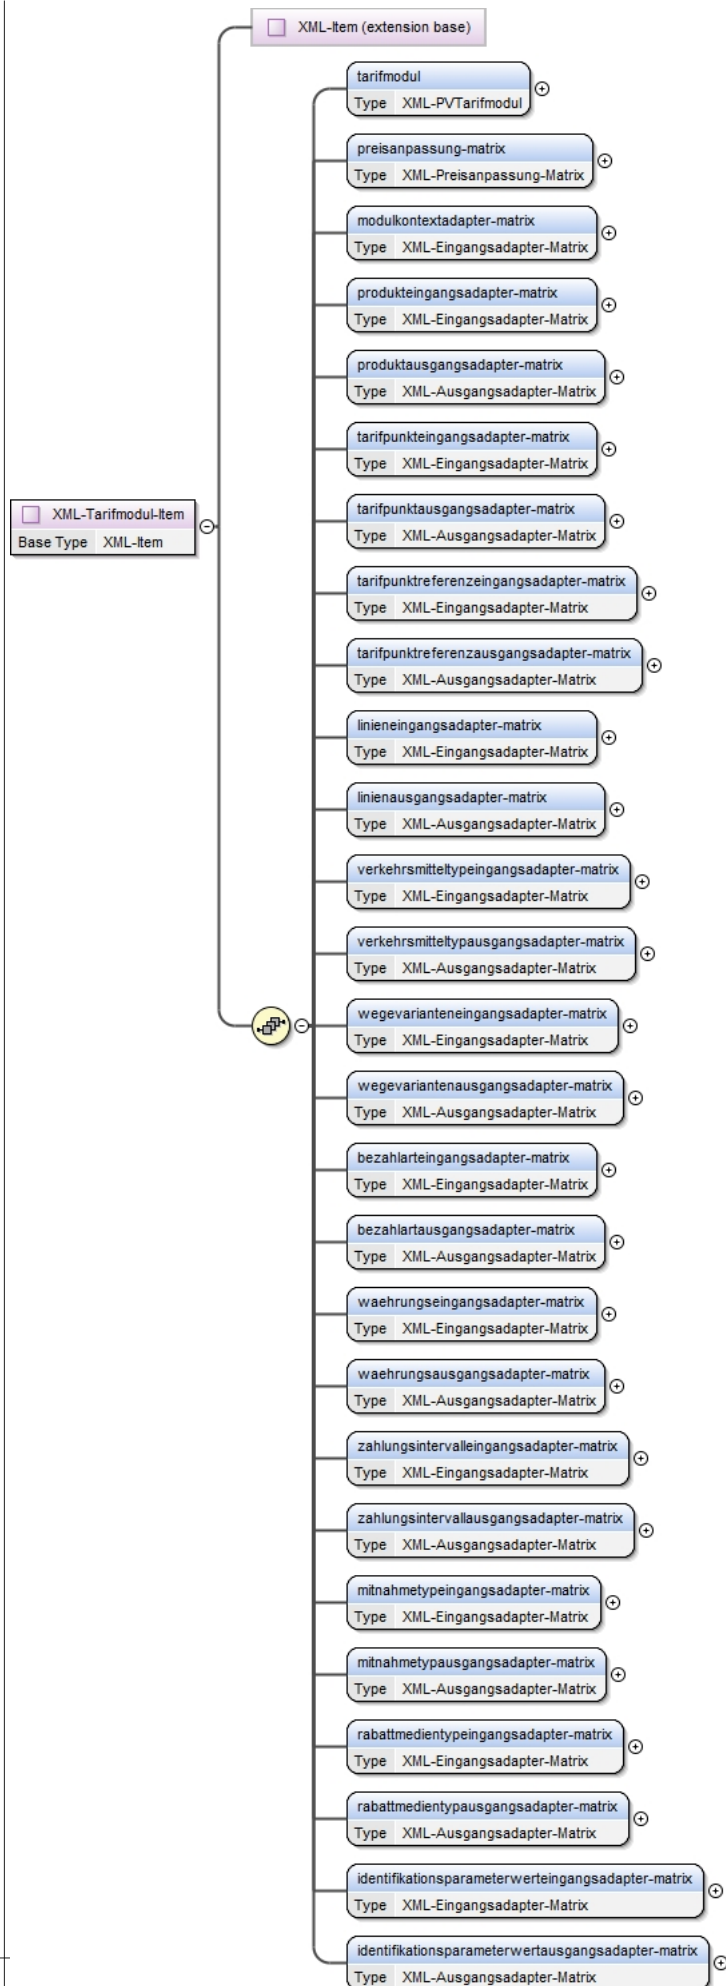 XML-Item (extension base)
tarifmodul
Type XML-PVTarifmodul
preisanpassung-matrix
Type XML-Preisanpassung-Matrix
modulkontextadapter-matrix
Type XML-Eingangsadapter-Matrix
produkteingangsadapter-matrix
Type XML-Eingangsadapter-Matrix
produktausgangsadapter-matrix
Type XML-Ausgangsadapter-Matrix
tarifpunkteingangsadapter-matrix
Type XML-Eingangsadapter-Matrix
XML-Tarifmodul-Item
Base Type XML-Item
tarifpunktausgangsadapter-matrix
Type XML-Ausgangsadapter-Matrix
tarifpunktreferenzeingangsadapter-matrix
Type XML-Eingangsadapter-Matrix
tarifpunktreferenzausgangsadapter-matrix
Type XML-Ausgangsadapter-Matrix
linieneingangsadapter-matrix
Type XML-Eingangsadapter-Matrix
linienausgangsadapter-matrix
Type XML-Ausgangsadapter-Matrix
verkehrsmitteltypeingangsadapter-matrix
Type XML-Eingangsadapter-Matrix
verkehrsmitteltypausgangsadapter-matrix
Type XML-Ausgangsadapter-Matrix
wegevarianteneingangsadapter-matrix
Type XML-Eingangsadapter-Matrix
wegevariantenausgangsadapter-matrix
Type XML-Ausgangsadapter-Matrix
bezahlarteingangsadapter-matrix
Type XML-Eingangsadapter-Matrix
bezahlartausgangsadapter-matrix
Type XML-Ausgangsadapter-Matrix
waehrungseingangsadapter-matrix
Type XML-Eingangsadapter-Matrix
waehrungsausgangsadapter-matrix
Type XML-Ausgangsadapter-Matrix
zahlungsintervalleingangsadapter-matrix
Type XML-Eingangsadapter-Matrix
zahlungsintervallausgangsadapter-matrix
Type XML-Ausgangsadapter-Matrix
mitnahmetypeingangsadapter-matrix
Type XML-Eingangsadapter-Matrix
mitnahmetypausgangsadapter-matrix
Type XML-Ausgangsadapter-Matrix
rabattmedientypeingangsadapter-matrix
Type XML-Eingangsadapter-Matrix
rabattmedientypausgangsadapter-matrix
Type XML-Ausgangsadapter-Matrix
identifikationsparameterwerteingangsadapter-matrix
Type XML-Eingangsadapter-Matrix
identifikationsparameterwertausgangsadapter-matrix
Type XML-Ausgangsadapter-Matrix